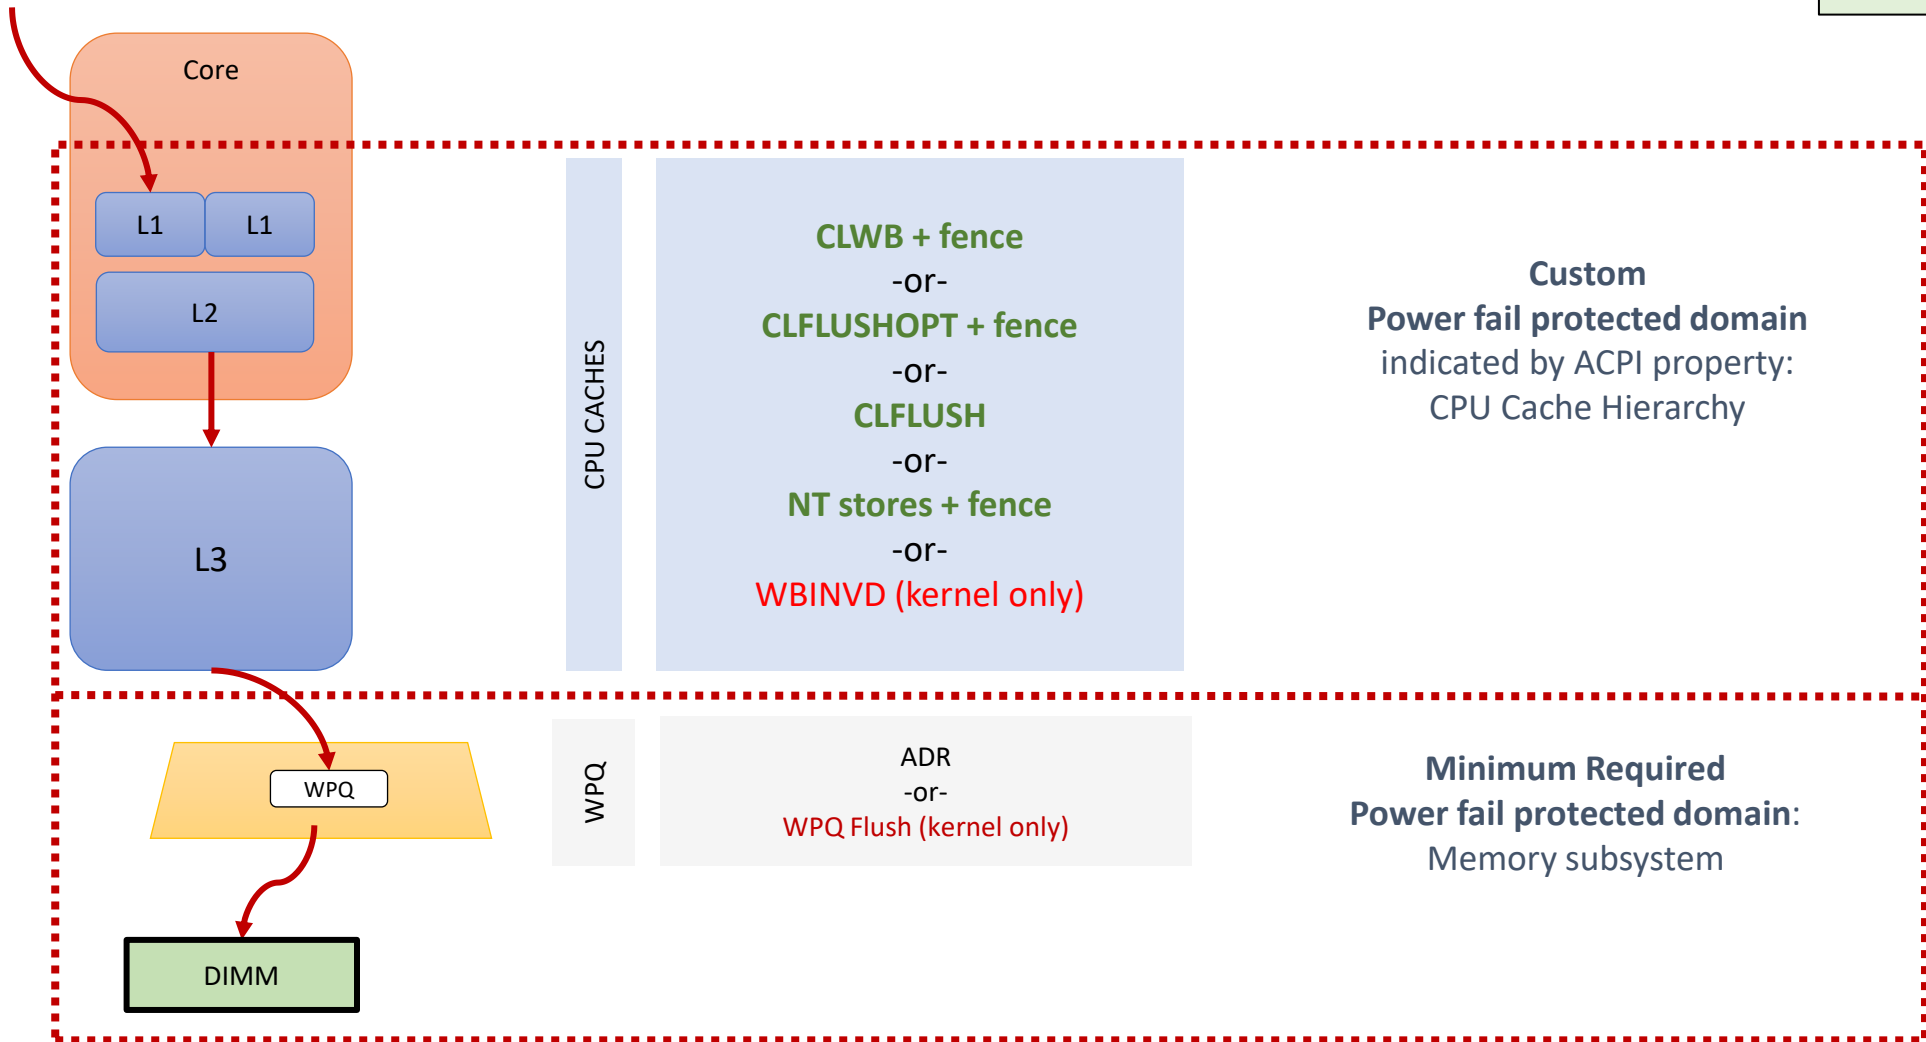 Core
L1
L1
L2
L3
CPU CACHES
CLWB + fence
-or-
CLFLUSHOPT + fence
-or-
CLFLUSH
-or-
NT stores + fence
-or-
WBINVD (kernel only)
Custom
Power fail protected domain
indicated by ACPI property:
CPU Cache Hierarchy
WPQ
DIMM
WPQ
ADR
-or-
WPQ Flush (kernel only)
Minimum Required
Power fail protected domain:
Memory subsystem